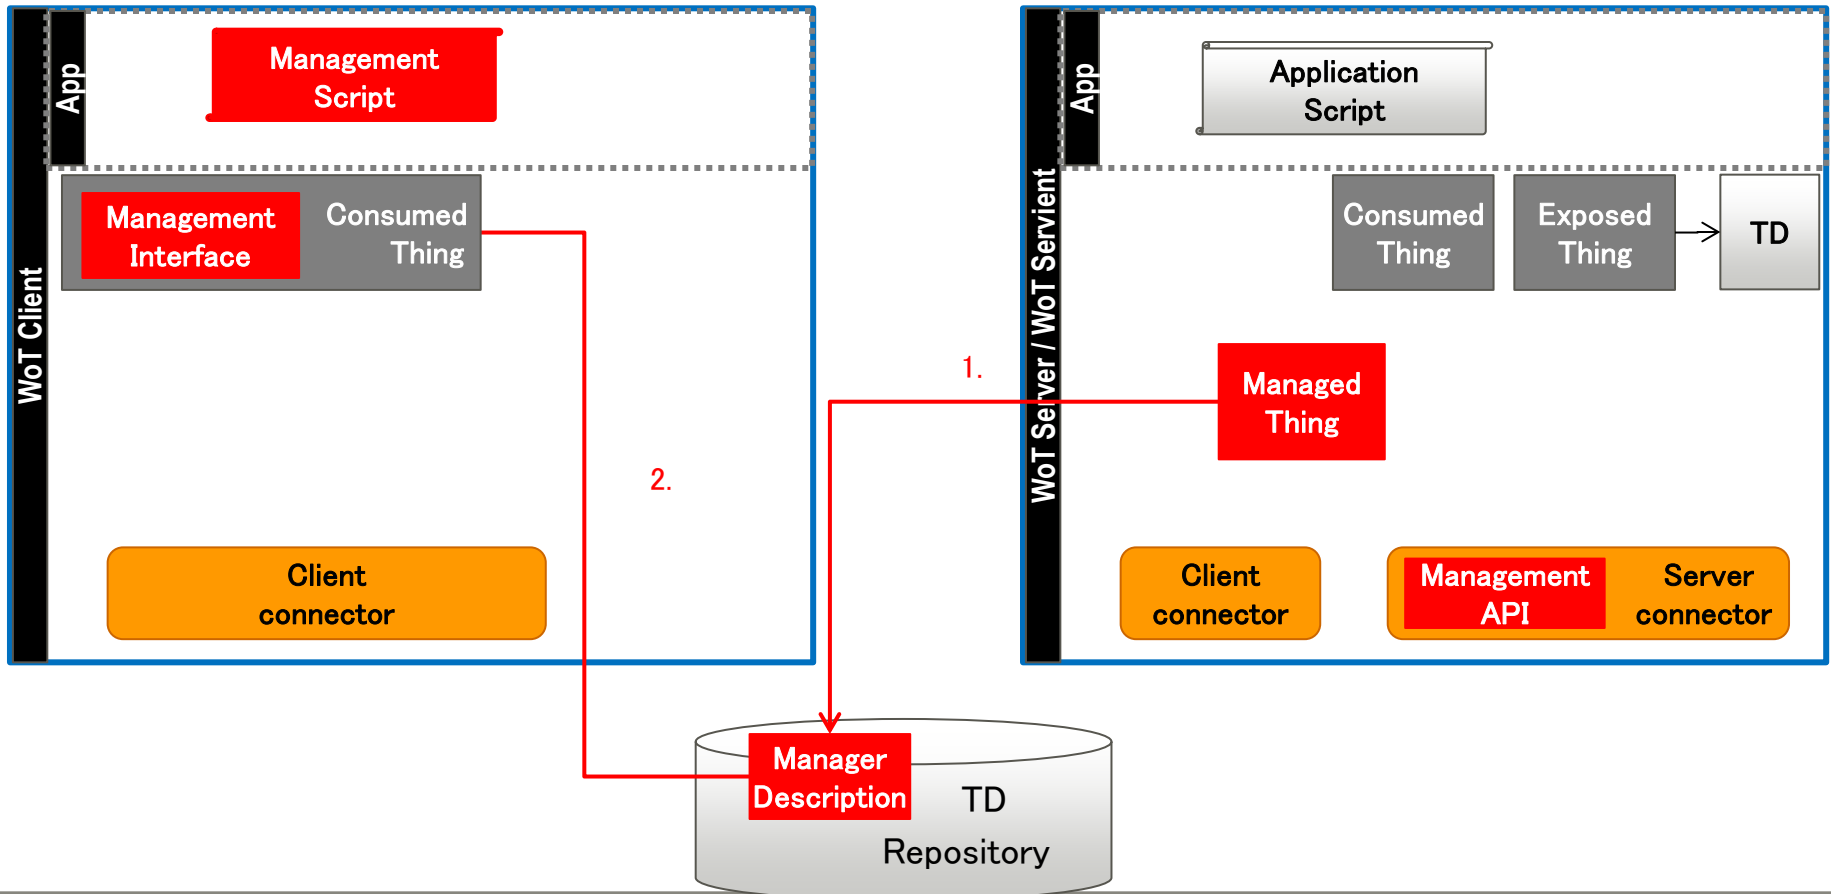 App
Management
Script
WoT Client
Management
Interface
Consumed
Thing
2.
Client
connector
1.
App
Application
Script
WoT Server / WoT Servient
Consumed
Thing
Exposed
Thing
TD
Managed
Thing
Client
connector
Management
API
Server
connector
Manager
Description
TD
Repository